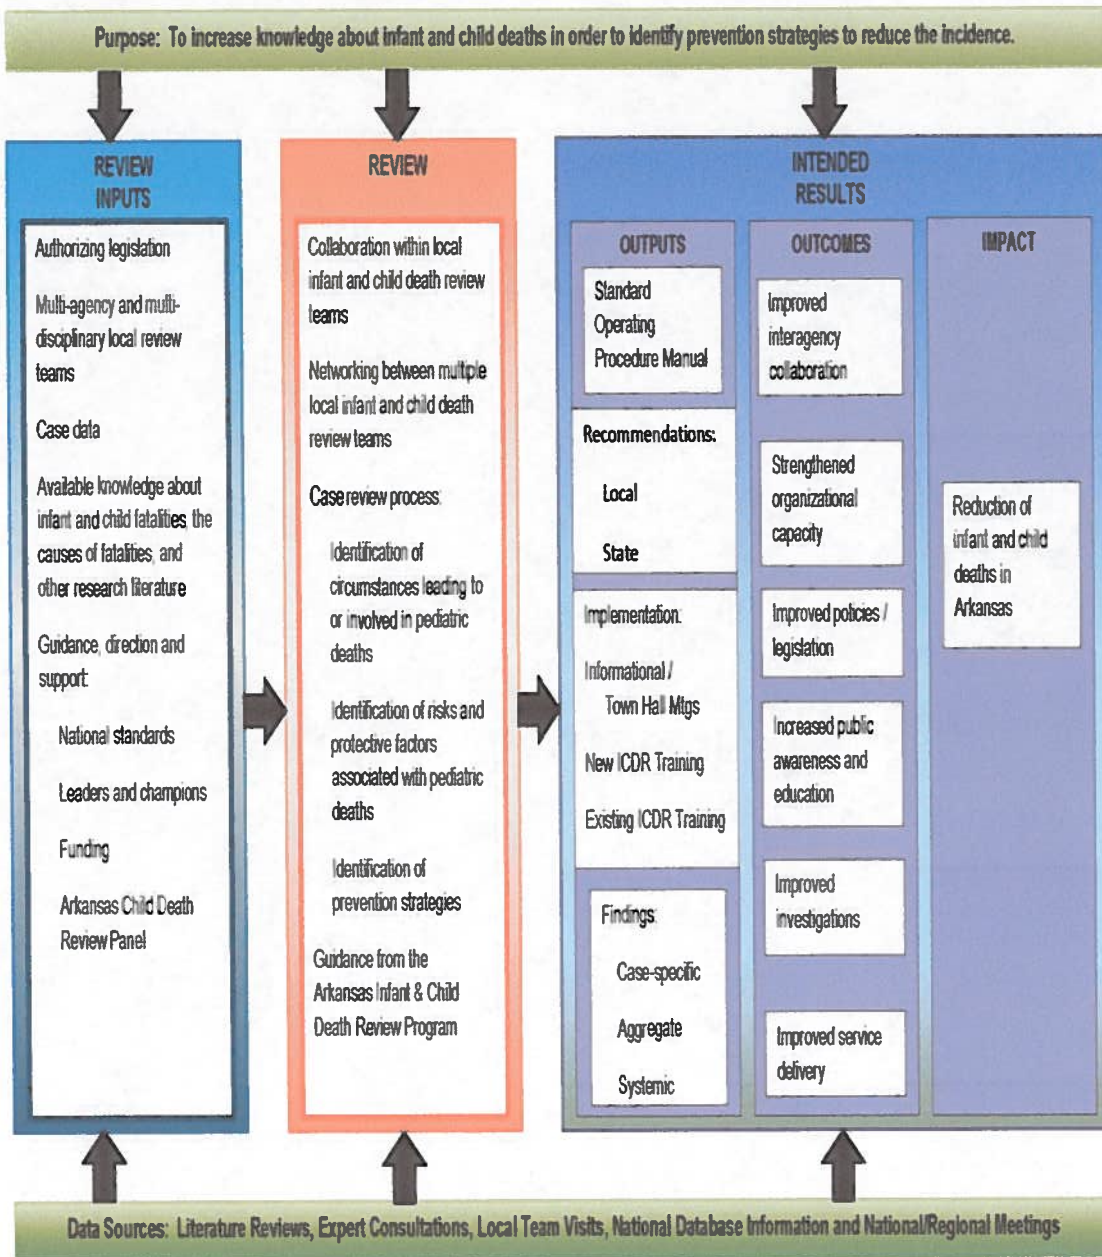 Purpose: To increase knowledge about infant and child deaths in order to identify prevention strategies to reduce the incidence.
REVIEW
INPUTS
Authorizing legislation
Multi-agency and multi-
disciplinary local review
teams
Case data
Available knowledge about
infant and child fatalities, the
causes of fatalities, and
other research literature
Guidance, direction and
support:
National standards
Leaders and champions
Funding
Arkansas Child Death
Review Panel
REVIEW
Collaboration within local
infant and child death review
teams
Networking between multiple
local infant and child death
review teams
Case review process:
Identification of
circumstances leading to
or involved in pediatric
deaths
Identification of risks and
protective factors
associated with pediatric
deaths
Identification of
prevention strategies
Guidance from the
Arkansas Infant & Child
Death Review Program
INTENDED
RESULTS
OUTPUTS
Standard
Operating
Procedure Manual
Recommendations:
Local
State
Implementation:
Informational /
Town Hall Mtgs
New ICDR Training
Existing ICDR Training
Findings:
Case-specific
Aggregate
Systemic
OUTCOMES
Improved
interagency
collaboration
Strengthened
organizational
capacity
Improved policies /
legislation
Increased public
awareness and
education
Improved
investigations
Improved service
delivery
IMPACT
Reduction of
infant and child
deaths in
Arkansas
Data Sources: Literature Reviews, Expert Consultations, Local Team Visits, National Database Information and National/Regional Meetings